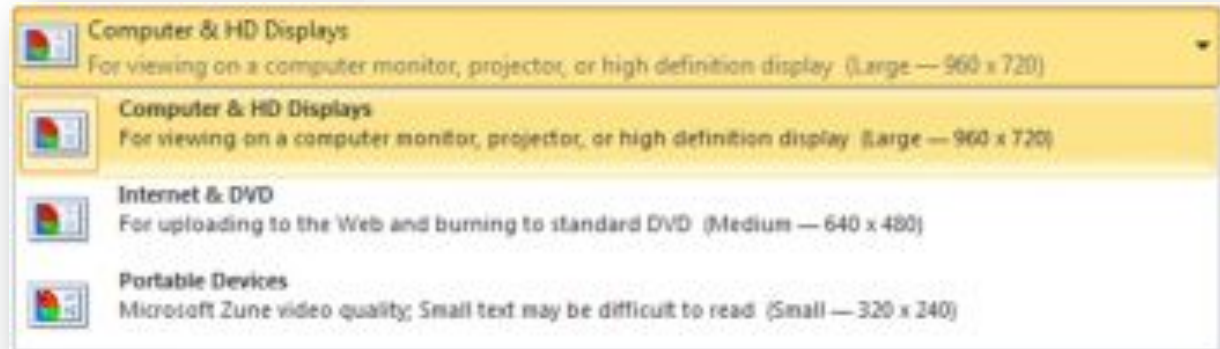 Computer & HD Displays
For viewing on a computer monitor, projector, or high definition display (Large — 960 x 720)
Computer & HD Displays
For viewing on a computer monitor, projector, or high definition display (Large — 960 x 720)
Internet & DVD
For uploading to the Web and burning to standard DVD (Medium — 640 x 480)
Portable Devices
Microsoft Zune video quality; Small text may be difficult to read (Small — 320 x 240)